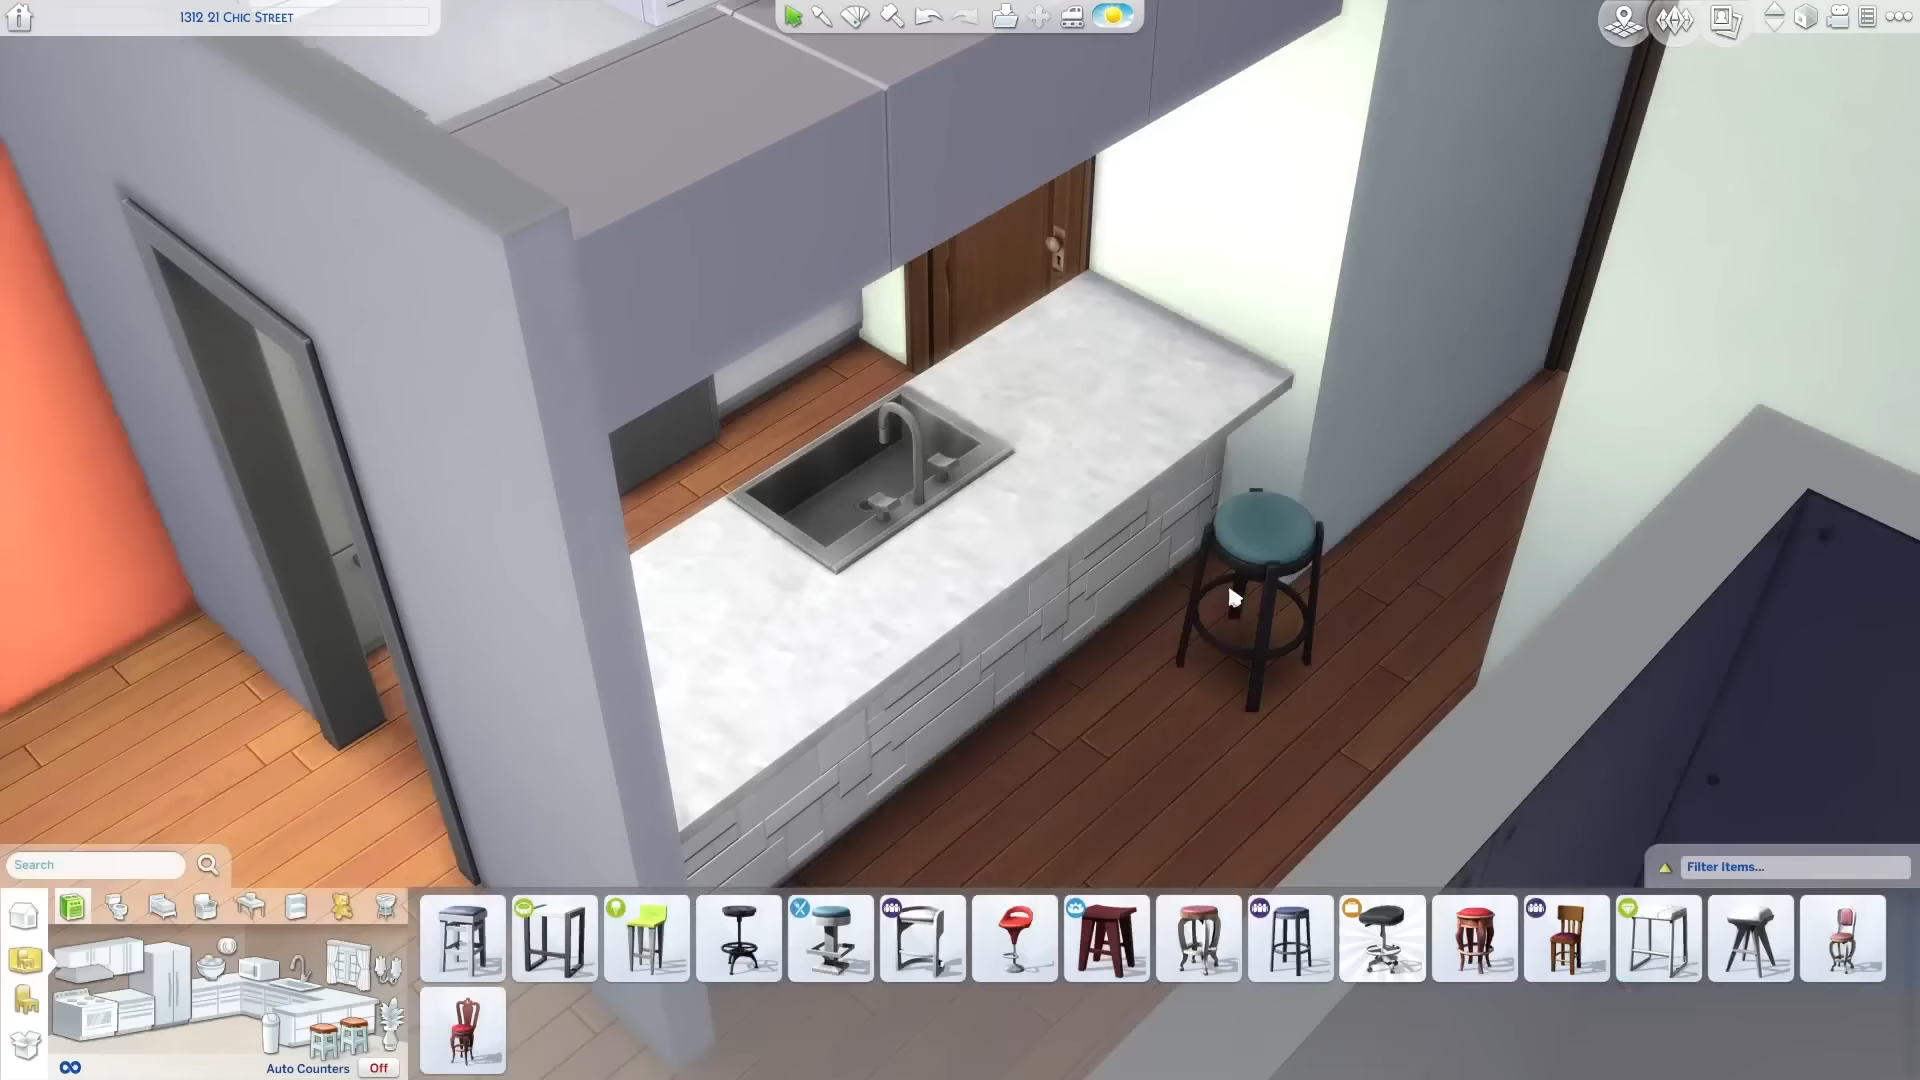 1312 21 Chic Street
Search
Filter Items...
Auto Counters Off